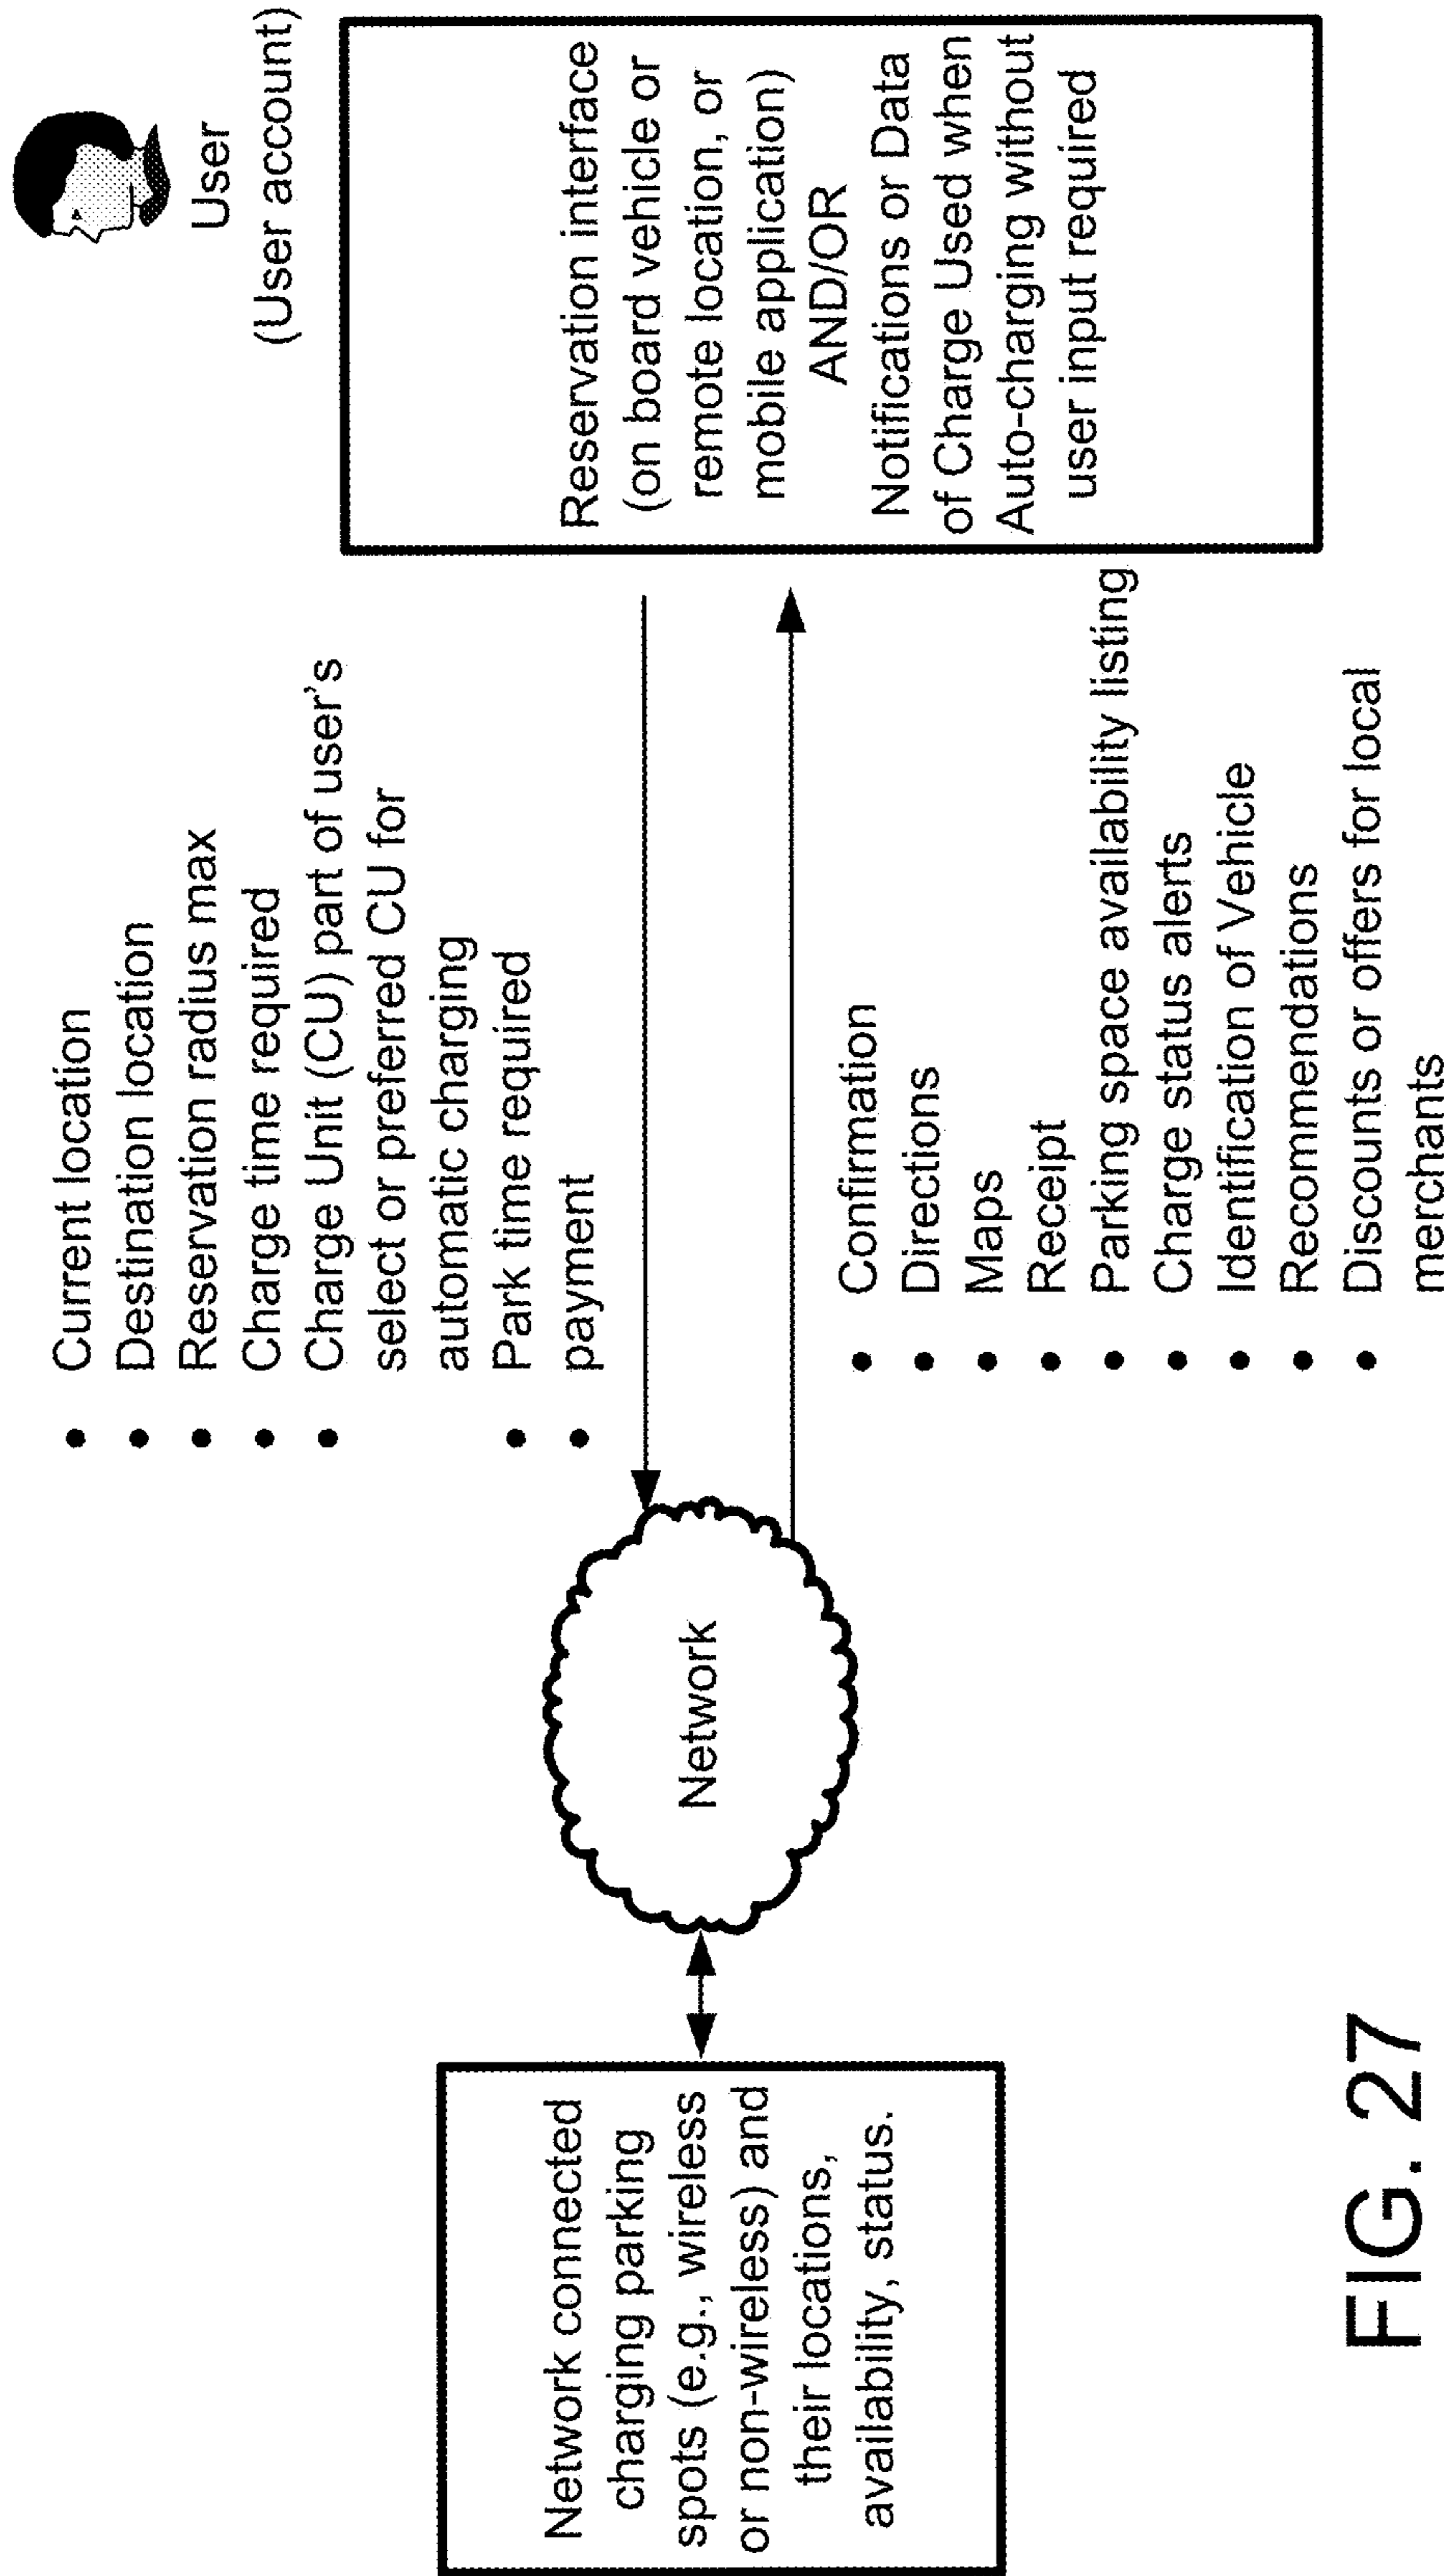 Network connected
charging parking
spots (e.g., wireless
or non-wireless) and
their locations,
availability, status.
Network
• Current location
• Destination location
• Reservation radius max
• Charge time required
• Charge Unit (CU) part of user's
select or preferred CU for
automatic charging
• Park time required
• payment
• Confirmation
• Directions
• Maps
• Receipt
• Parking space availability listing
• Charge status alerts
• Identification of Vehicle
• Recommendations
• Discounts or offers for local
merchants
User
(User account)
Reservation interface
(on board vehicle or
remote location, or
mobile application)
AND/OR
Notifications or Data
of Charge Used when
Auto-charging without
user input required
FIG. 27